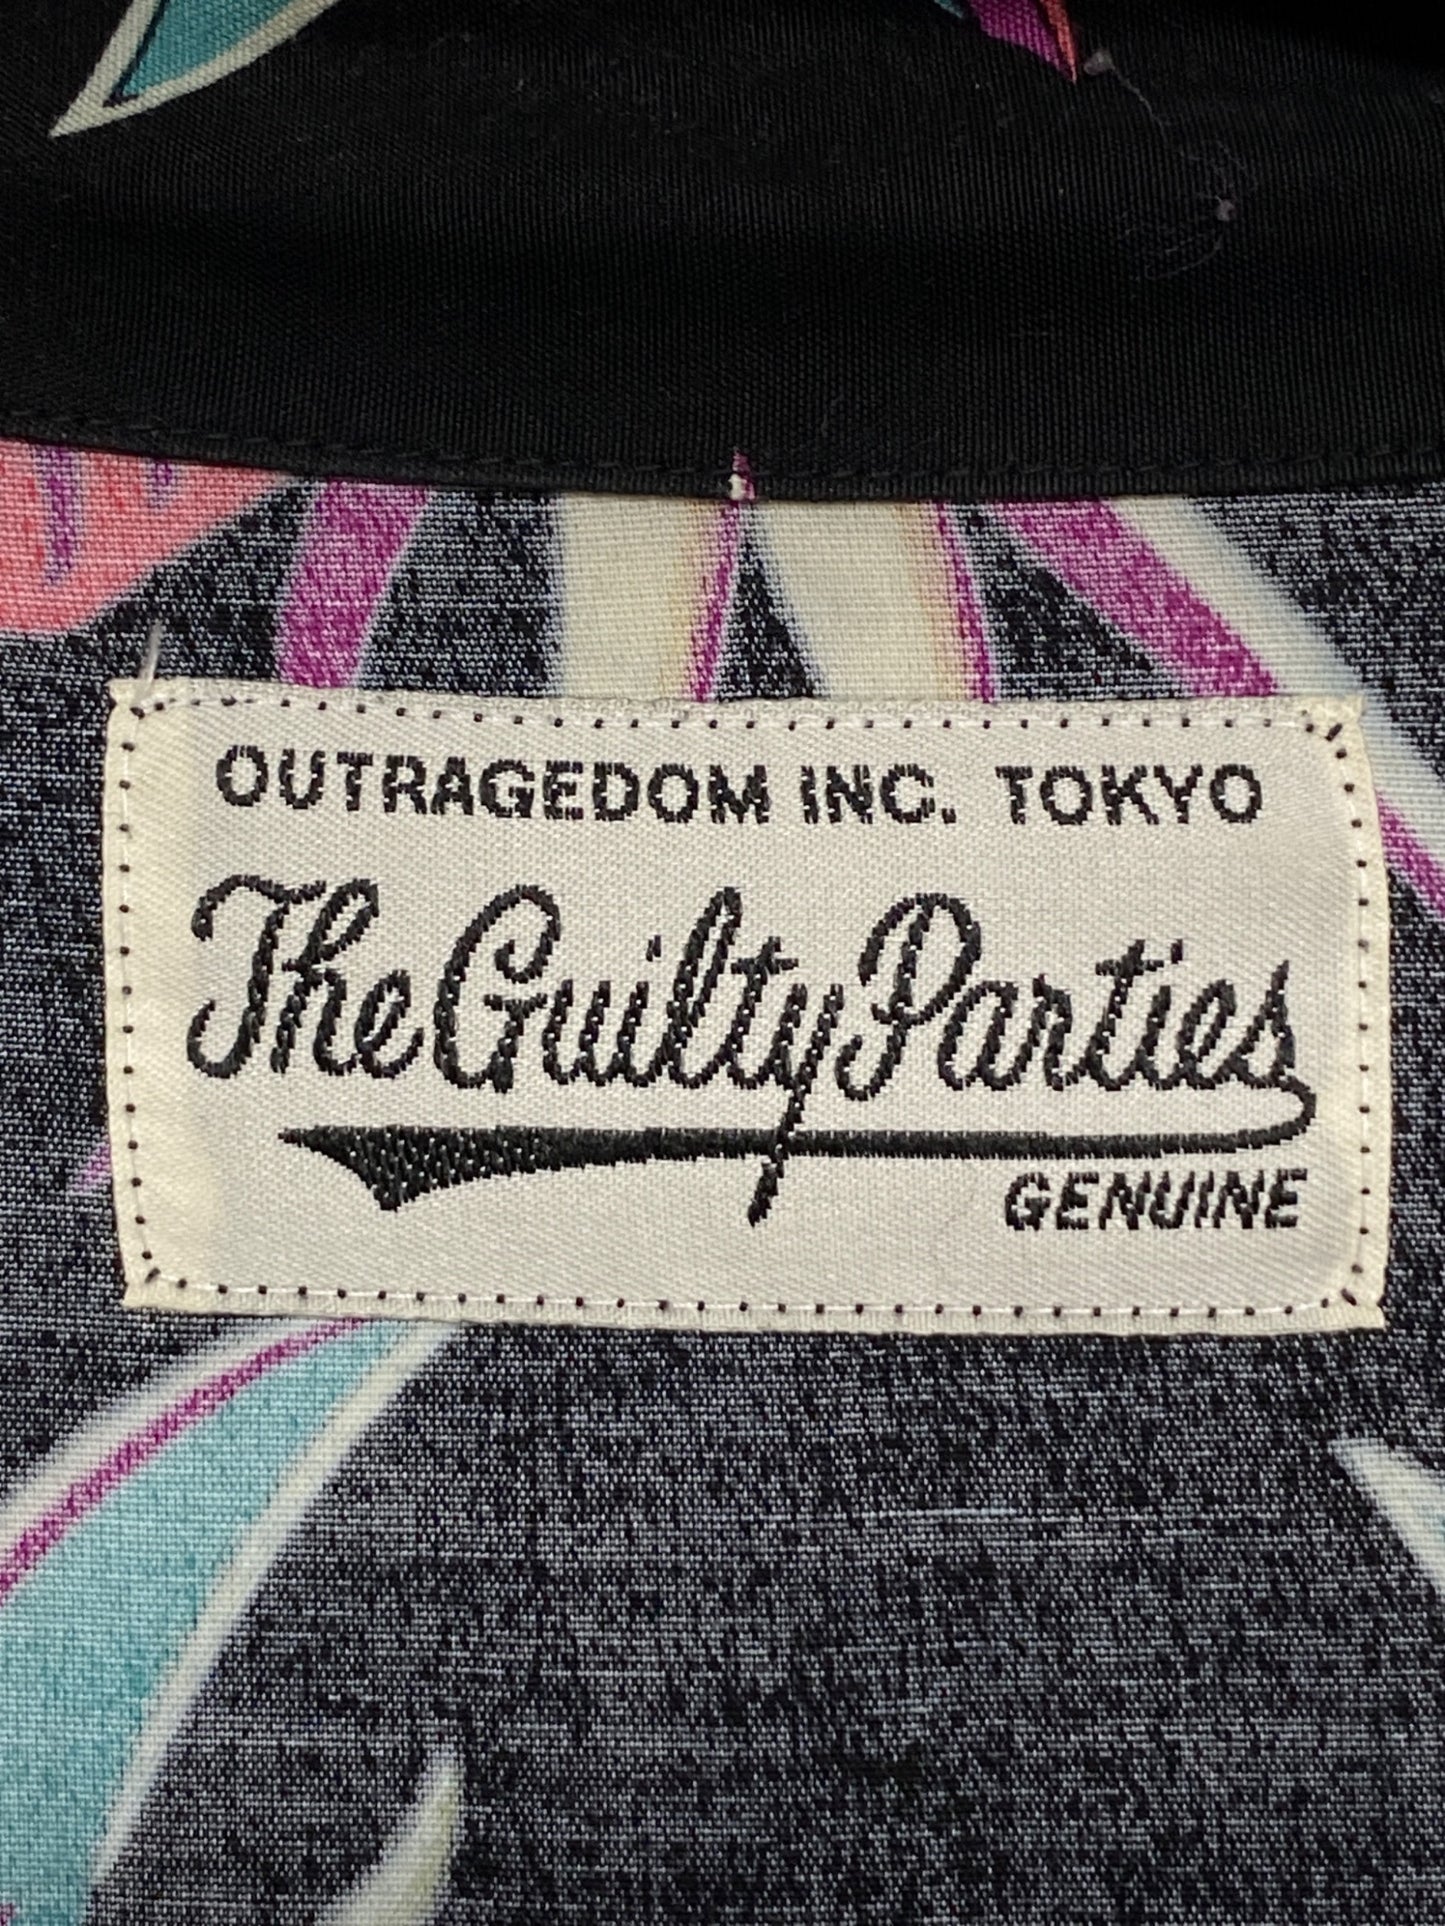 OUTRAGEDOM INC. TOKYO
The Guilty Parties
GENUINE